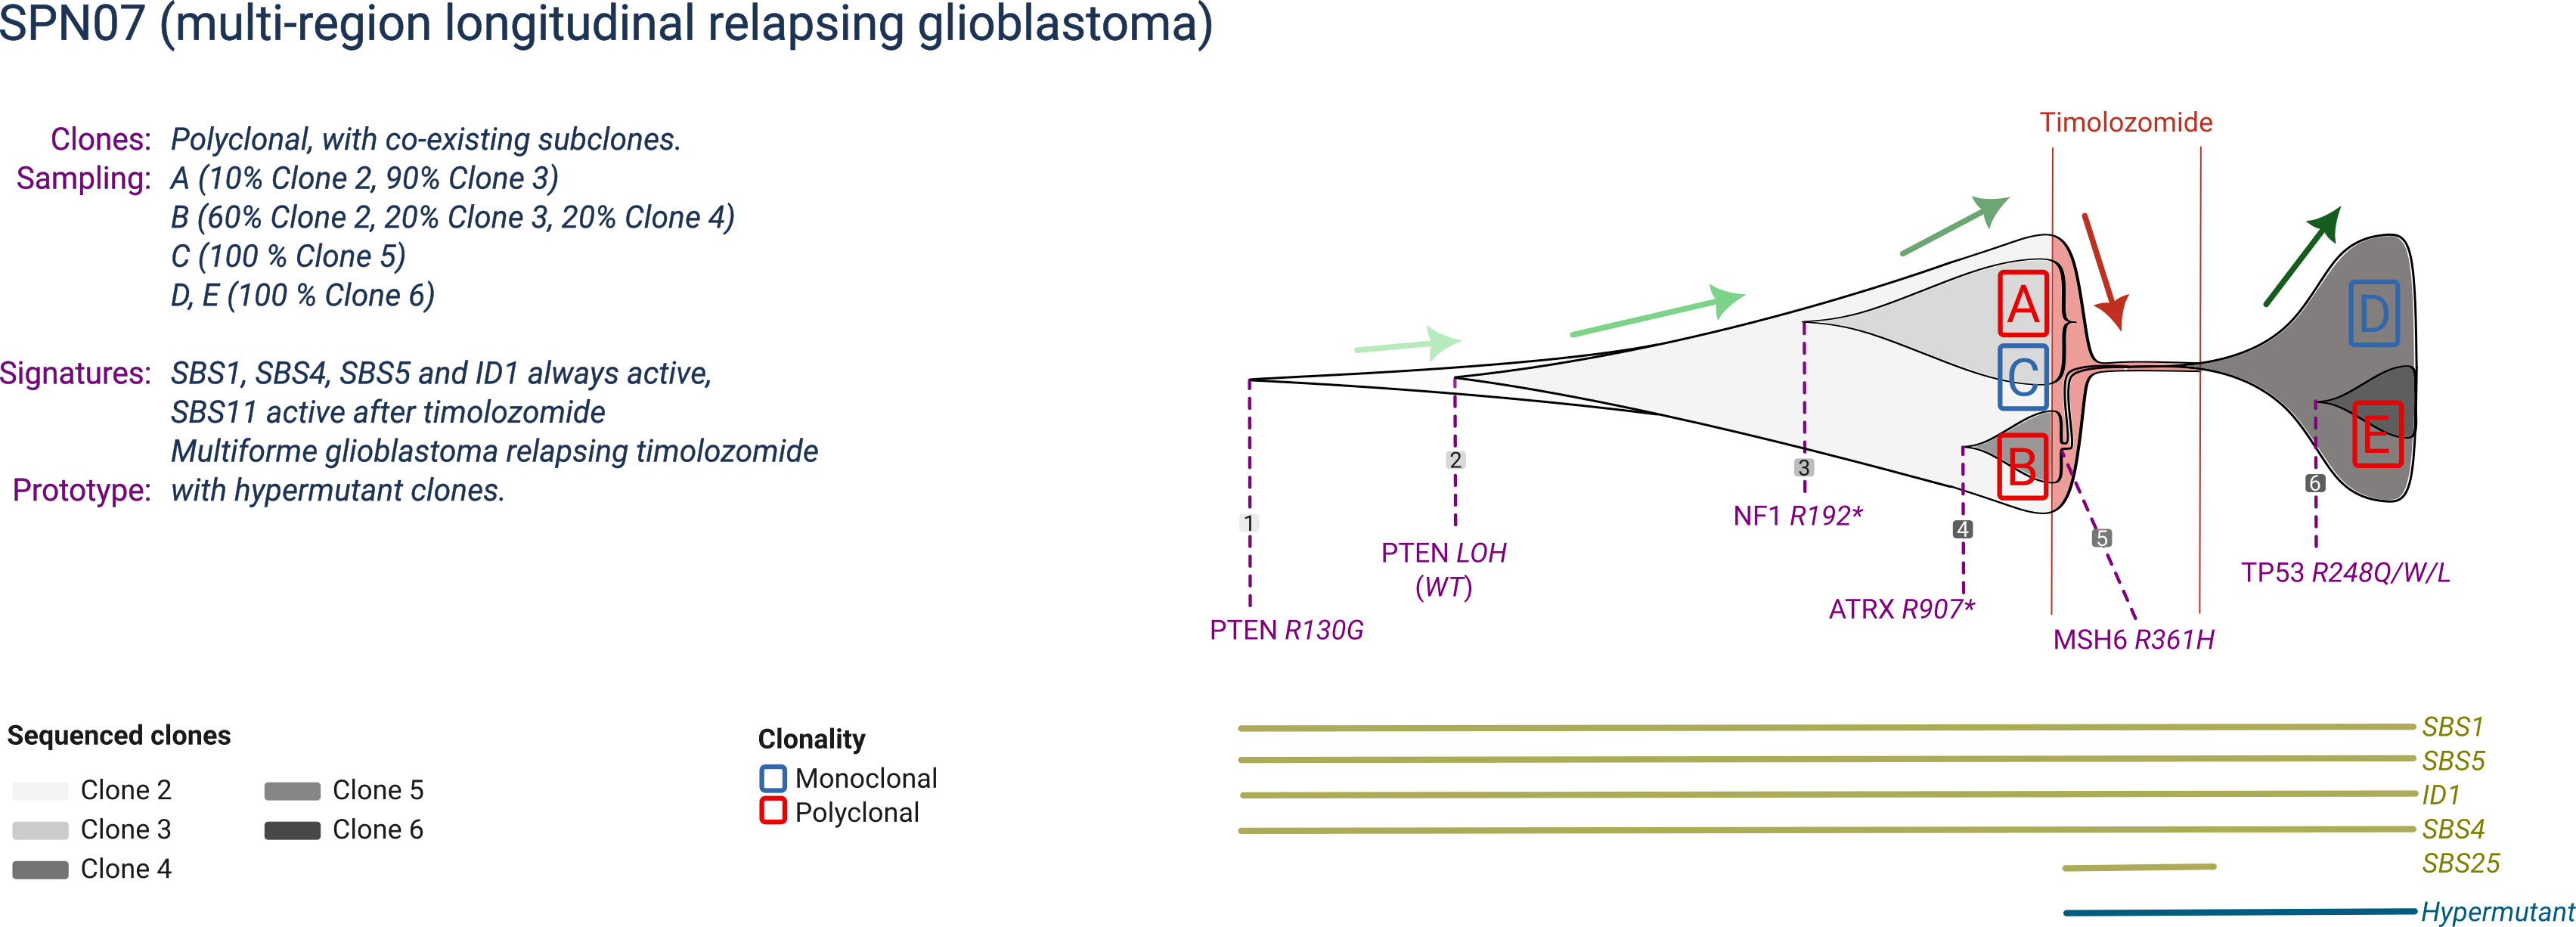 SPN07 (multi-region longitudinal relapsing glioblastoma)
Clones: Polyclonal, with co-existing subclones.
Sampling: A (10% Clone 2, 90% Clone 3)
B (60% Clone 2, 20% Clone 3, 20% Clone 4)
C (100 % Clone 5)
D, E (100 % Clone 6)
Signatures: SBS1, SBS4, SBS5 and ID1 always active,
SBS11 active after timolozomide
Multiforme glioblastoma relapsing timolozomide
Prototype: with hypermutant clones.
Timolozomide
A
C
B
D
E
1
2
3
4
5
6
PTEN R130G
PTEN LOH
(WT)
NF1 R192*
ATRX R907*
MSH6 R361H
TP53 R248Q/W/L
Sequenced clones
Clone 2
Clone 3
Clone 4
Clone 5
Clone 6
Clonality
Monoclonal
Polyclonal
SBS1
SBS5
ID1
SBS4
SBS25
Hypermutant